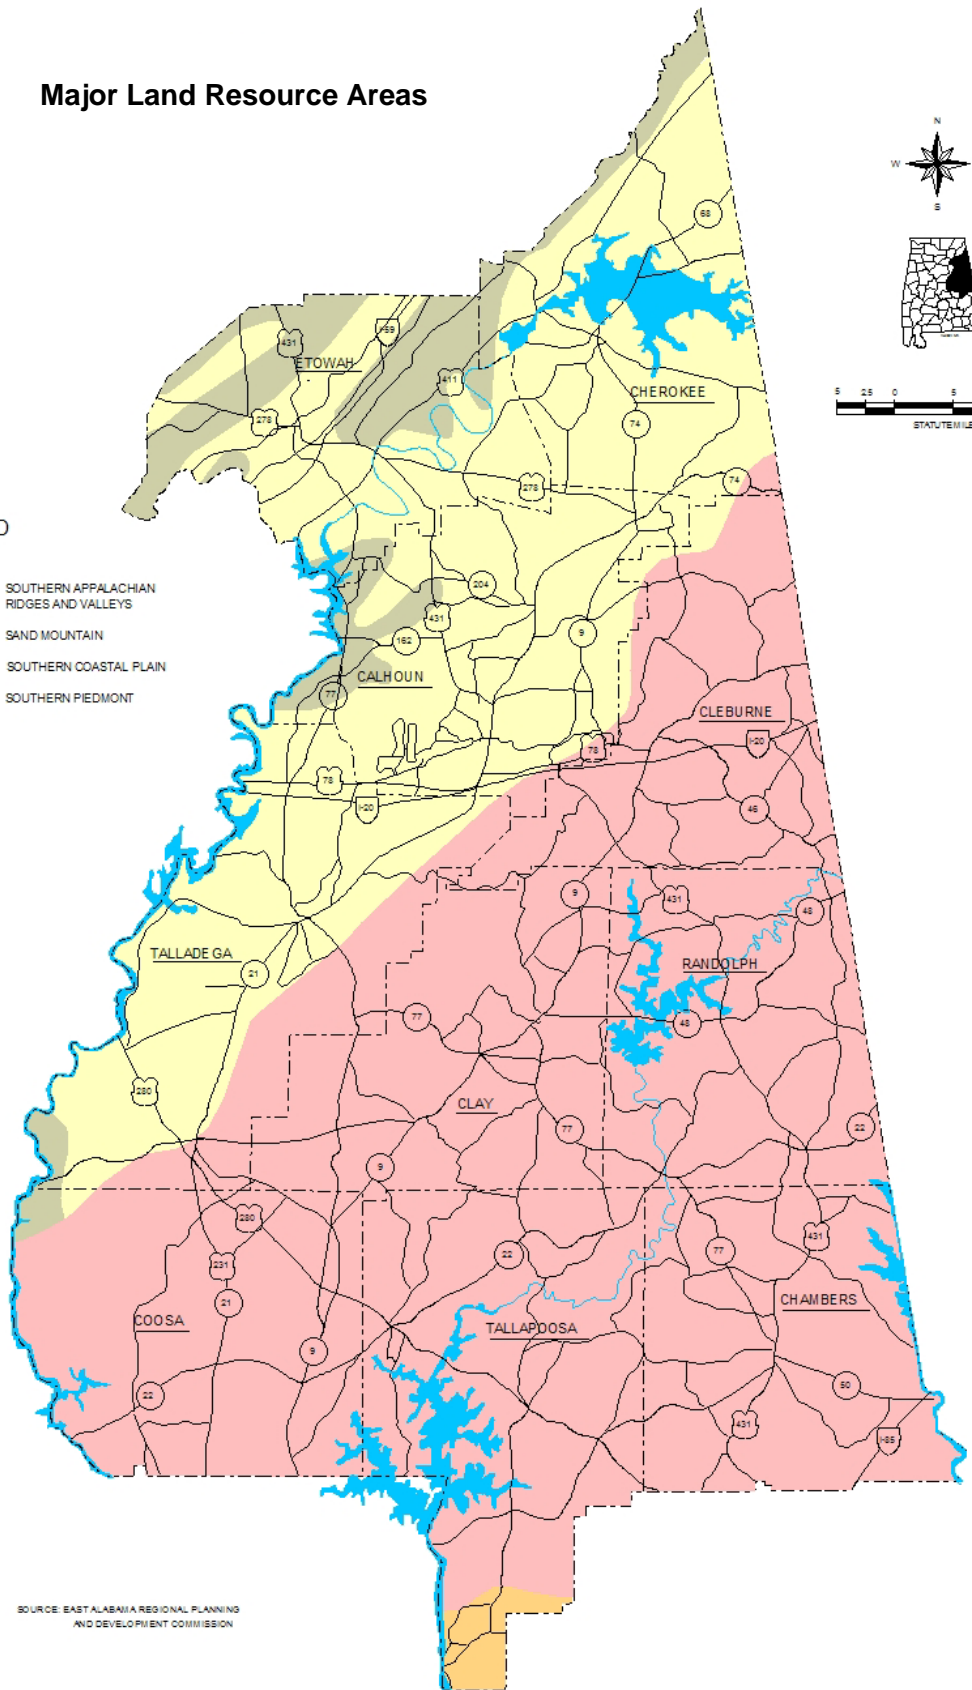 Major Land Resource Areas
N
W
S
68
5 2.5 0 5
431
I-59
ETOWAH
411
CHEROKEE
278
74
278
74
SOUTHERN APPALACHIAN
RIDGES AND VALLEYS
SAND MOUNTAIN
SOUTHERN COASTAL PLAIN
SOUTHERN PIEDMONT
204
431
162
9
CALHOUN
77
CLEBURNE
I-20
78
78
I-20
46
9
431
48
TALLADEGA
RANDOLPH
21
77
48
280
CLAY
77
22
9
280
22
77
431
231
21
CHAMBERS
COOSA
TALLAPOOSA
9
22
50
431
I-85
SOURCE: EAST ALABAMA REGIONAL PLANNING
AND DEVELOPMENT COMMISSION